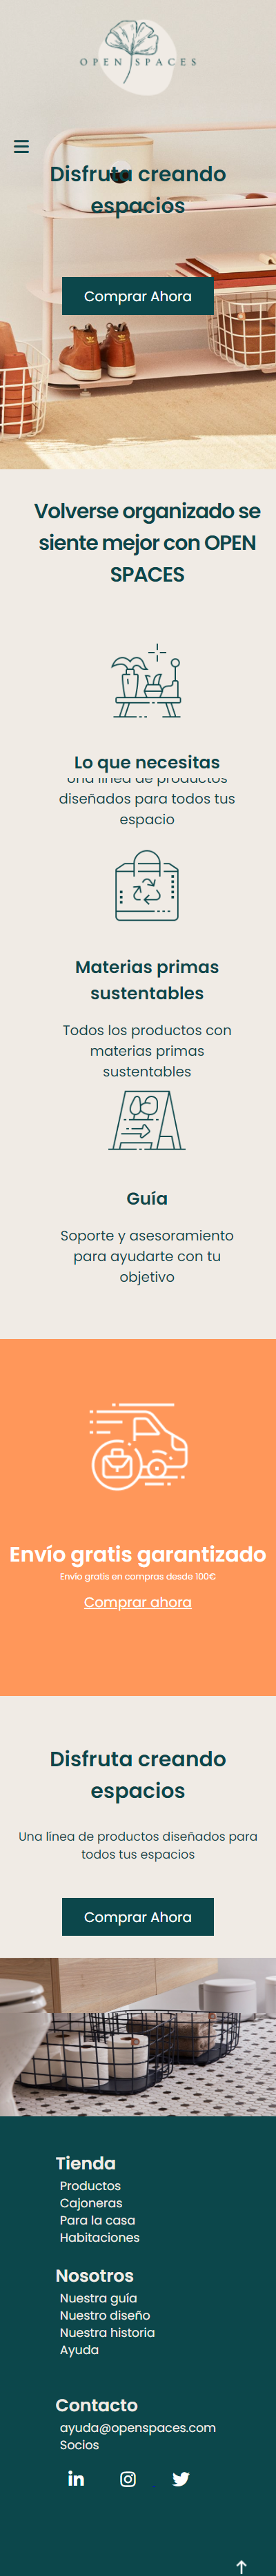 OPEN SPACES
Disfruta creando
espacios
Comprar Ahora
Volverse organizado se
siente mejor con OPEN
SPACES
Lo que necesitas
Una línea de productos
diseñados para todos tus
espacio
Materias primas
sustentables
Todos los productos con
materias primas
sustentables
Guía
Soporte y asesoramiento
para ayudarte con tu
objetivo
Envío gratis garantizado
Envío gratis en compras desde 100€
Comprar ahora
Disfruta creando
espacios
Una línea de productos diseñados para
todos tus espacios
Comprar Ahora
Tienda
Productos
Cajoneras
Para la casa
Habitaciones
Nosotros
Nuestra guía
Nuestro diseño
Nuestra historia
Ayuda
Contacto
ayuda@openspaces.com
Socios